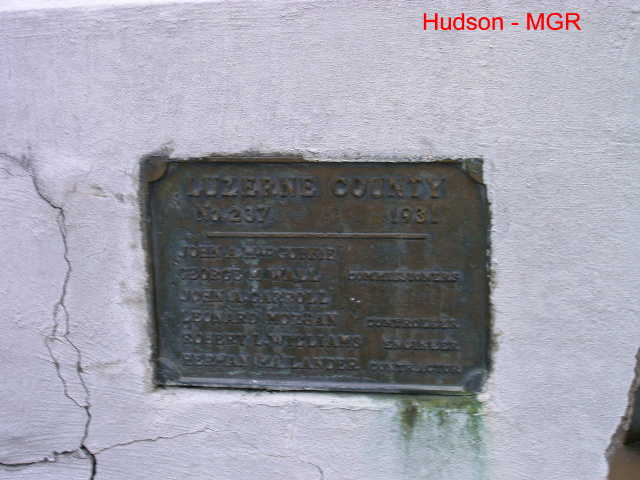 Hudson - MGR
LUZERNE COUNTY
No. 237 1931
JOHN A.
GEORGE M. WALL COMMISSIONERS
JOHN A. CARROLL
LEONARD MORGAN CONTROLLER
ROBERT L. WILLIAMS ENGINEER
HERMAN CONTRACTOR